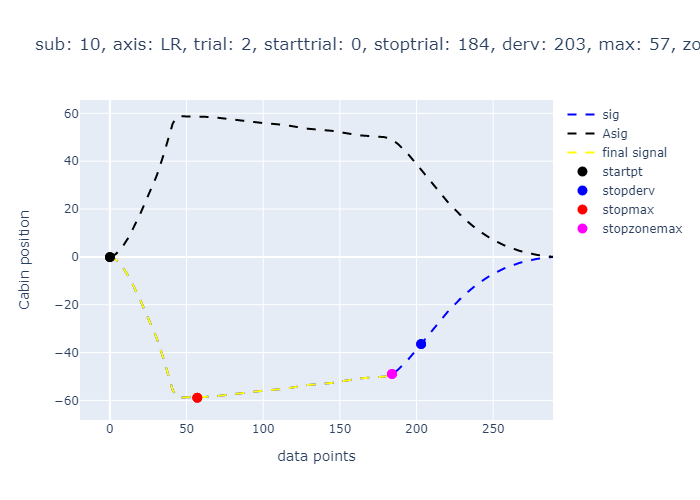 sub: 10, axis: LR, trial: 2, starttrial: 0, stoptrial: 184, derv: 203, max: 57, zo
60
40
20
0
−20
−40
−60
Cabin position
0
50
100
150
200
250
data points
sig
Asig
final signal
startpt
stopderv
stopmax
stopzonemax